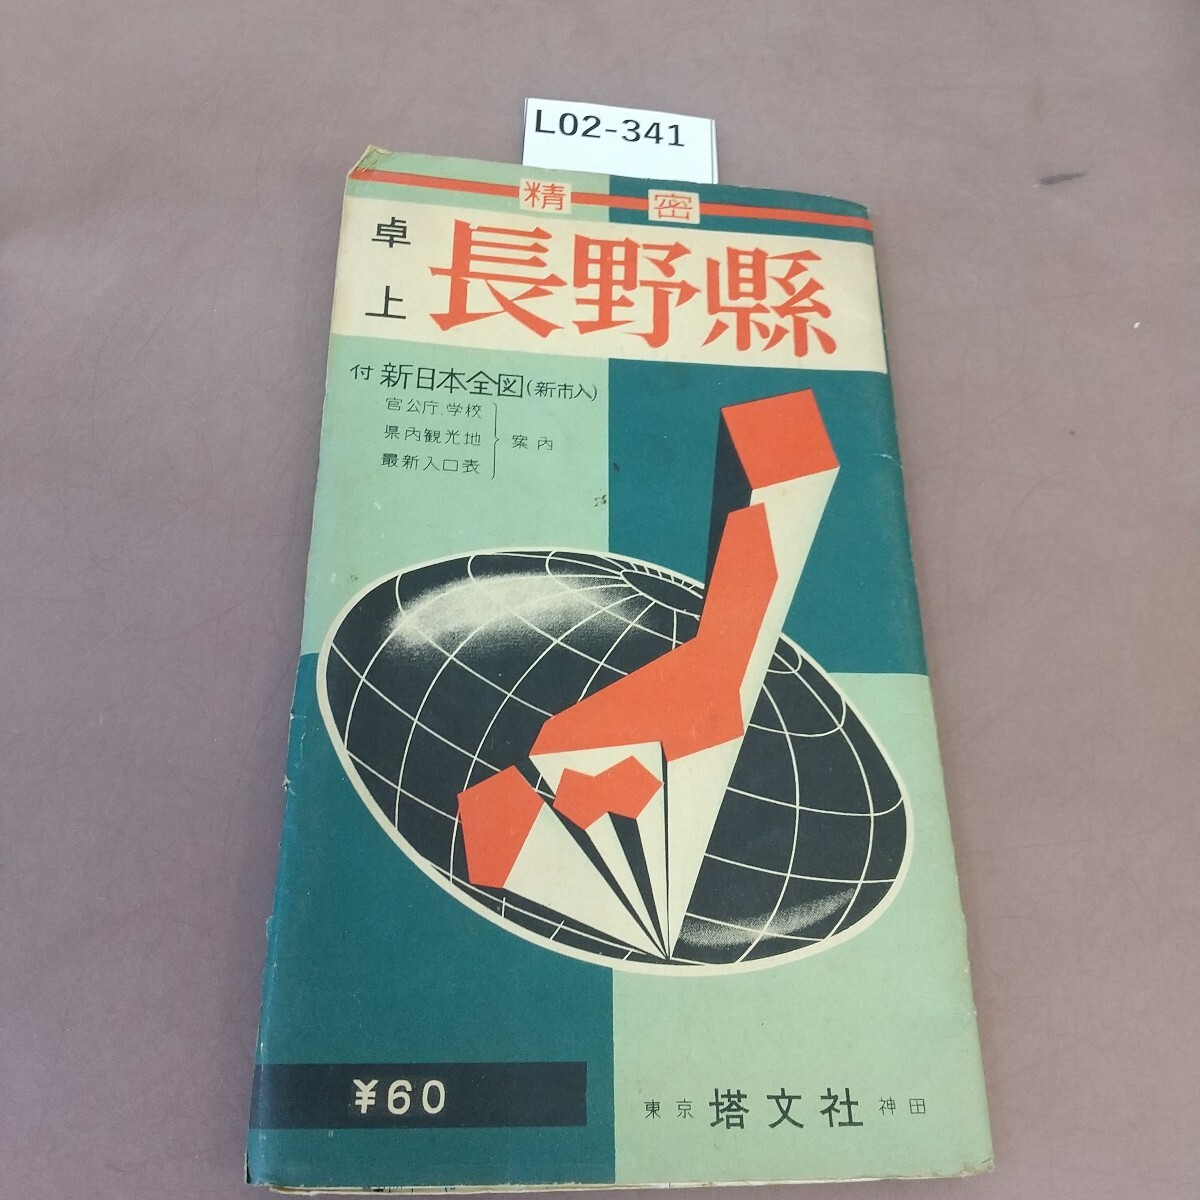 L02-341
精 密
卓上
長野縣
付 新日本全図(新市入)
官公庁.学校
県内観光地
最新人口表
案内
¥60
東京 塔文社 神田